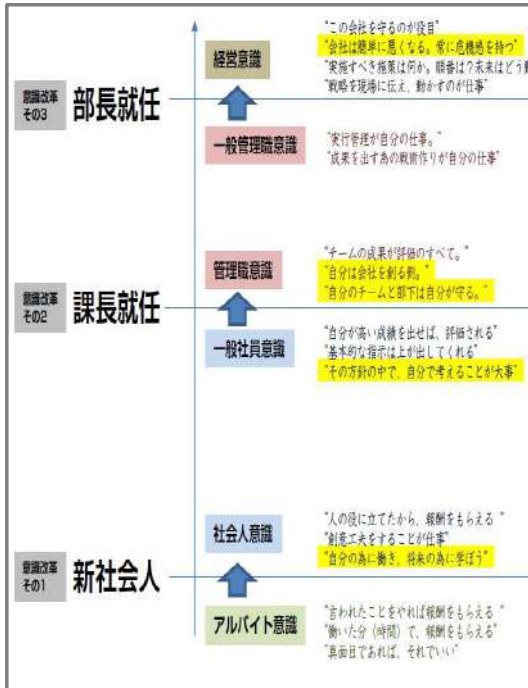 経営意識
“この会社を守るのが役目”
“会社は簡単に悪くなる。常に危機感を持つ”
“実施すべき施策は何か。順番は？未来はどう
“戦略を現場に伝え、動かすのが仕事”
意識改革
その3
部長就任
一般管理職意識
“実行管理が自分の仕事。”
“成果を出す為の戦術作りが自分の仕事”
管理職意識
“チームの成果が評価のすべて。”
“自分は会社を創る側。”
“自分のチームと部下は自分が守る。”
意識改革
その2
課長就任
一般社員意識
“自分が高い成績を出せば、評価される
“基本的な指示は上が出してくれる
“その方針の中で、自分で考えることが大事”
社会人意識
“人の役に立てたから、報酬をもらえる”
“創意工夫をすることが仕事”
“自分の為に働き、将来の為に学ぼう”
意識改革
その1
新社会人
アルバイト意識
“言われたことをやれば報酬をもらえる”
“働いた分（時間）で、報酬をもらえる”
“真面目であれば、それでいい”